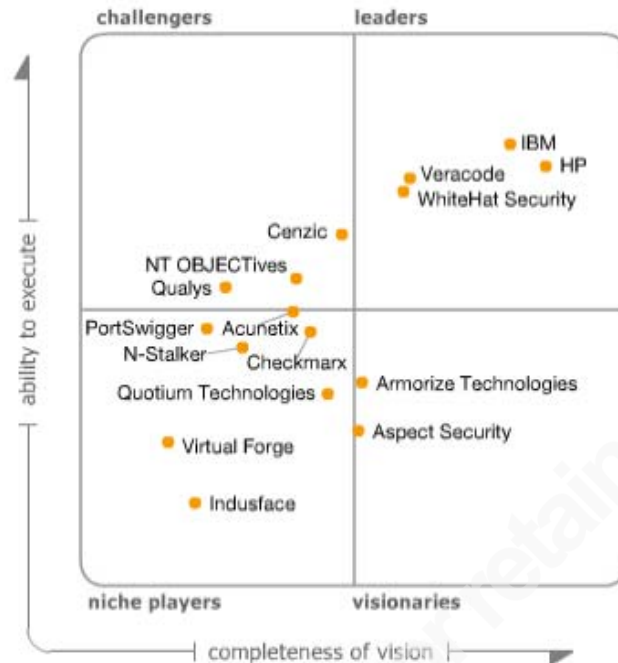 challengers
leaders
IBM
HP
Veracode
WhiteHat Security
Cenzic
NT OBJECTives
Qualys
PortSwigger
Acunetix
N-Stalker
Checkmarx
Quotium Technologies
Armorize Technologies
Aspect Security
Virtual Forge
Indusface
niche players
visionaries
completeness of vision
ability to execute